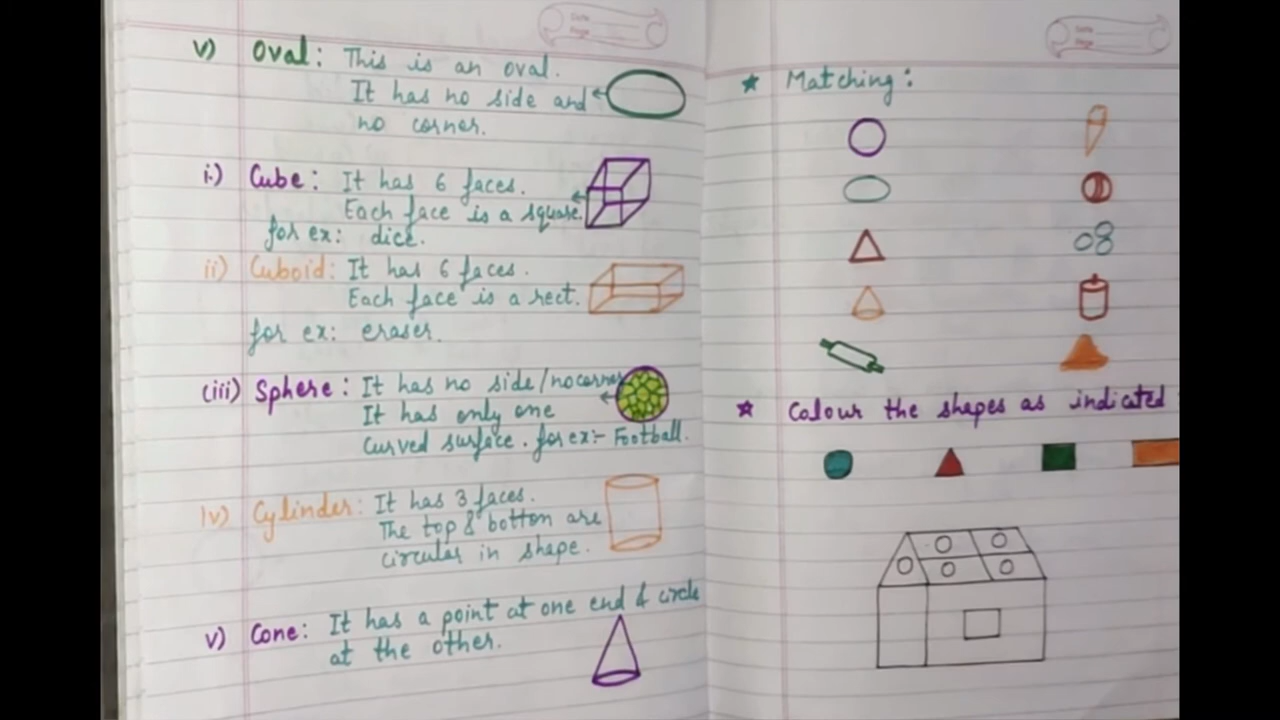 v) Oval: This is an oval.
It has no side and
no corner.
i.) Cube: It has 6 faces.
Each face is a square.
for ex: dice.
ii) Cuboid: It has 6 faces.
Each face is a rect.
for ex: eraser.
(iii) Sphere: It has no side/no corner
It has only one
Curved surface. for ex:- Football.
iv) Cylinder: It has 3 faces.
The top & botton are
circular in shape.
v) Cone: It has a point at one end & circle
at the other.
Date
Page
★ Matching:
★ Colour the shapes as indicated